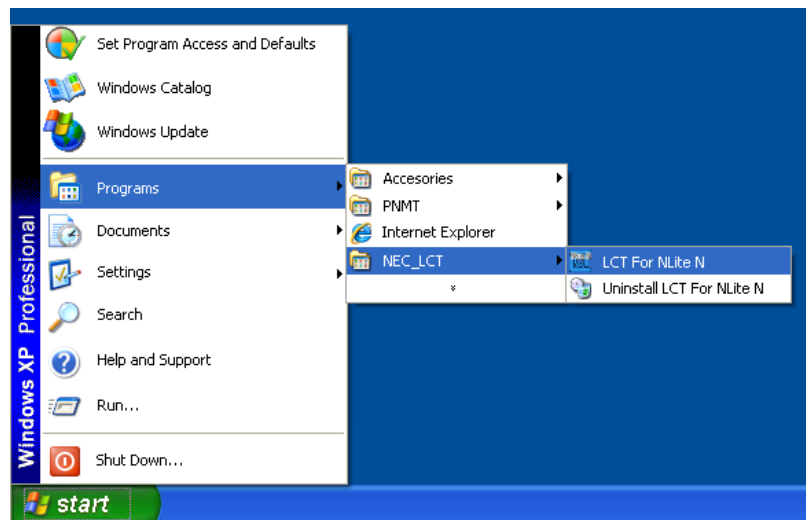 Set Program Access and Defaults
Windows Catalog
Windows Update
Programs
Documents
Settings
Search
Help and Support
Run...
Shut Down...
Windows XP Professional
Accesories
PNMT
Internet Explorer
NEC_LCT
LCT For NLite N
Uninstall LCT For NLite N
start